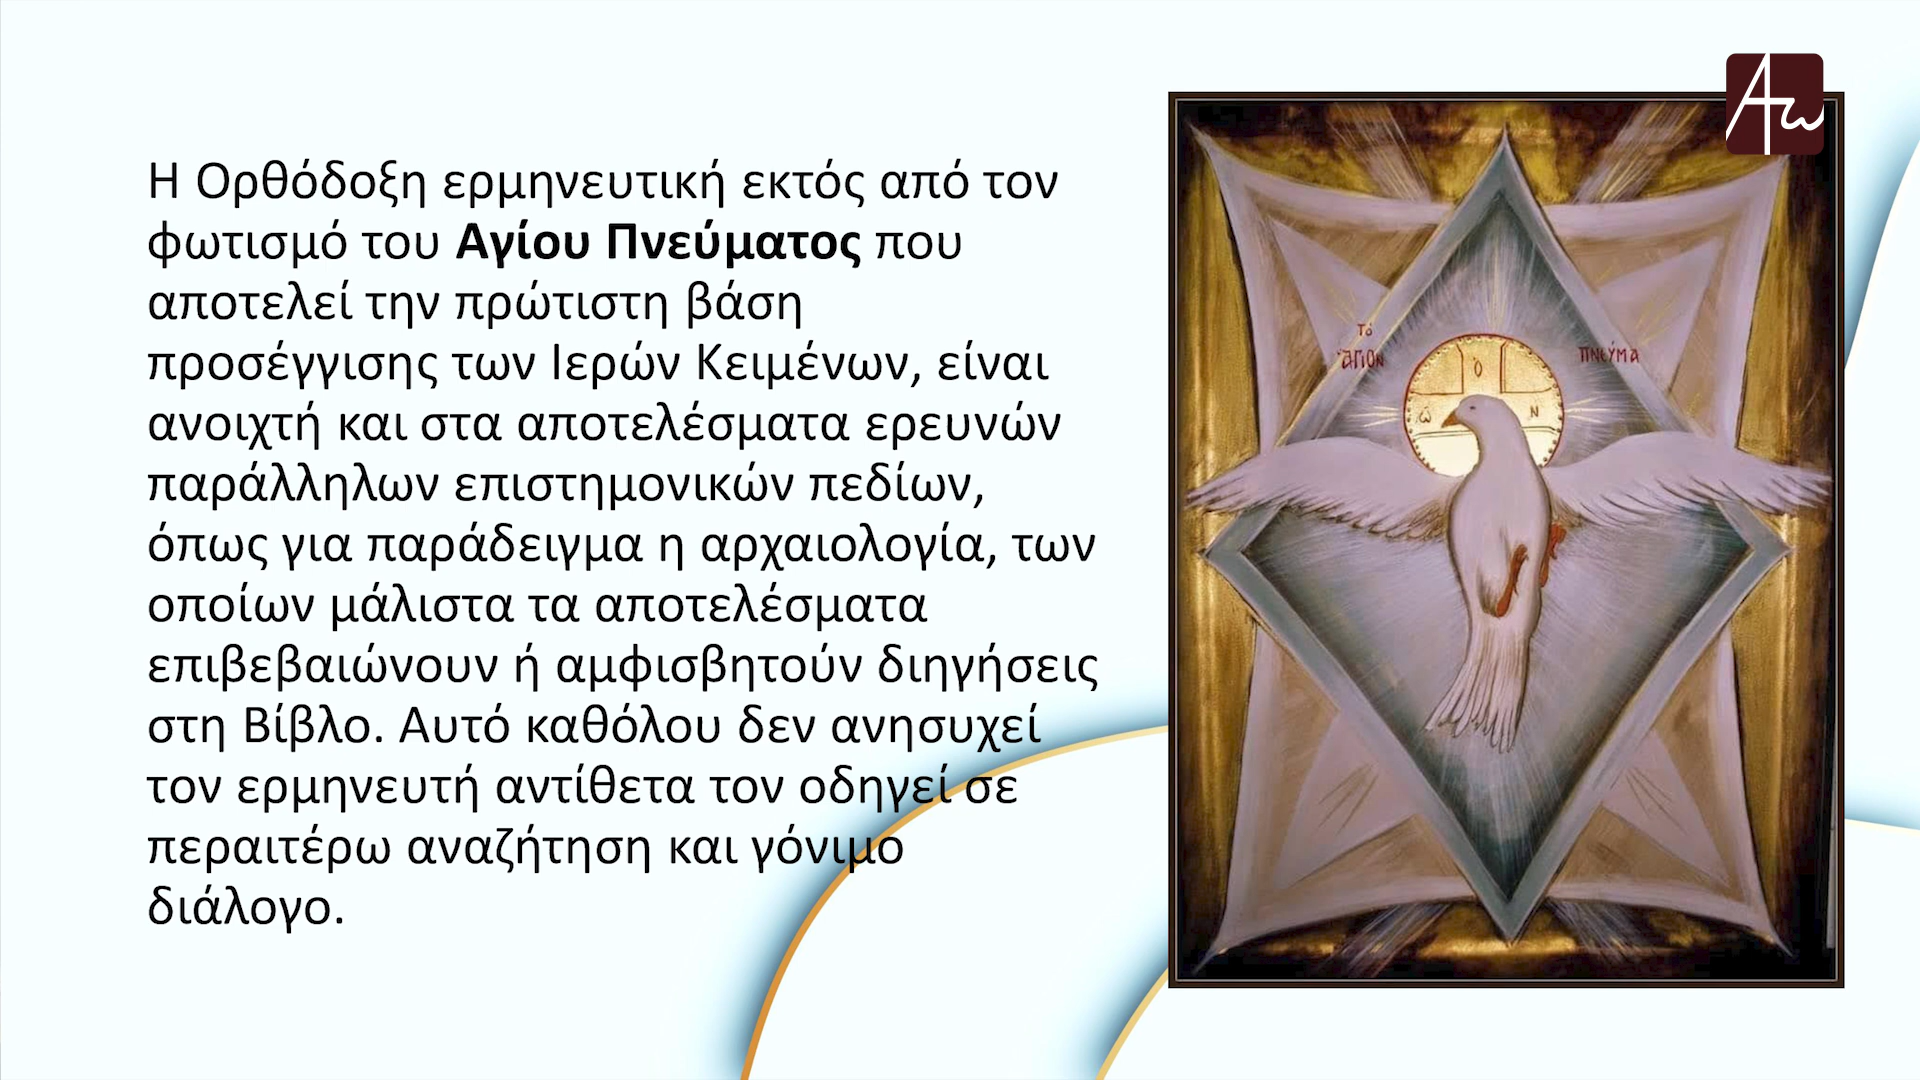 Η Ορθόδοξη ερμηνευτική εκτός από τον
φωτισμό του Αγίου Πνεύματος που
αποτελεί την πρώτιστη βάση
προσέγγισης των Ιερών Κειμένων, είναι
ανοιχτή και στα αποτελέσματα ερευνών
παράλληλων επιστημονικών πεδίων,
όπως για παράδειγμα η αρχαιολογία, των
οποίων μάλιστα τα αποτελέσματα
επιβεβαιώνουν ή αμφισβητούν διηγήσεις
στη Βίβλο. Αυτό καθόλου δεν ανησυχεί
τον ερμηνευτή αντίθετα τον οδηγεί σε
περαιτέρω αναζήτηση και γόνιμο
διάλογο.
Αω
Τὸ
ἍΓΙΟΝ ΠΝΕΥΜΑ
Ὁ
Ὤ Ν